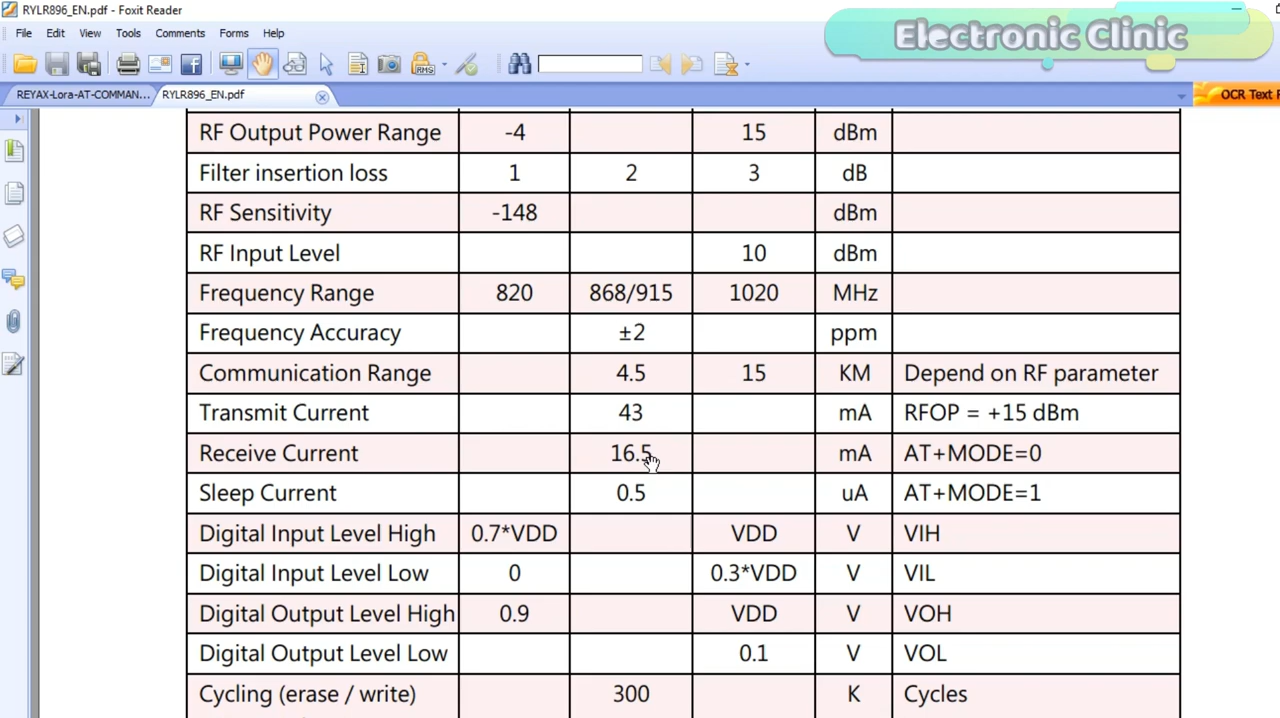 RYLR896_EN.pdf - Foxit Reader
File Edit View Tools Comments Forms Help
Electronic Clinic
RMS
REYAX-Lora-AT-COMMAN... RYLR896_EN.pdf
OCR Text
RF Output Power Range -4 15 dBm
Filter insertion loss 1 2 3 dB
RF Sensitivity -148 dBm
RF Input Level 10 dBm
Frequency Range 820 868/915 1020 MHz
Frequency Accuracy ±2 ppm
Communication Range 4.5 15 KM Depend on RF parameter
Transmit Current 43 mA RFOP = +15 dBm
Receive Current 16.5 mA AT+MODE=0
Sleep Current 0.5 uA AT+MODE=1
Digital Input Level High 0.7*VDD VDD V VIH
Digital Input Level Low 0 0.3*VDD V VIL
Digital Output Level High 0.9 VDD V VOH
Digital Output Level Low 0.1 V VOL
Cycling (erase / write) 300 K Cycles